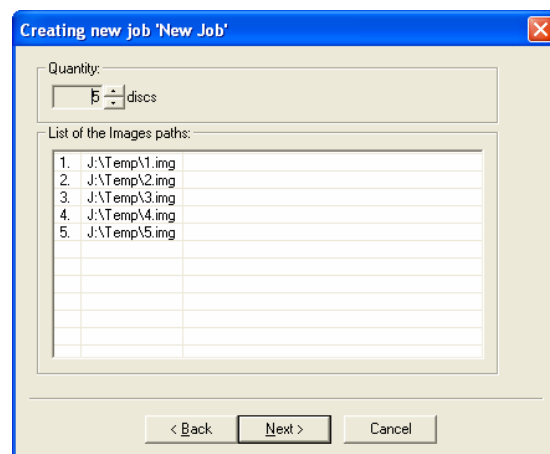 Creating new job 'New Job'
Quantity:
5 discs
List of the Images paths:
1. J:\Temp\1.img
2. J:\Temp\2.img
3. J:\Temp\3.img
4. J:\Temp\4.img
5. J:\Temp\5.img
< Back Next > Cancel